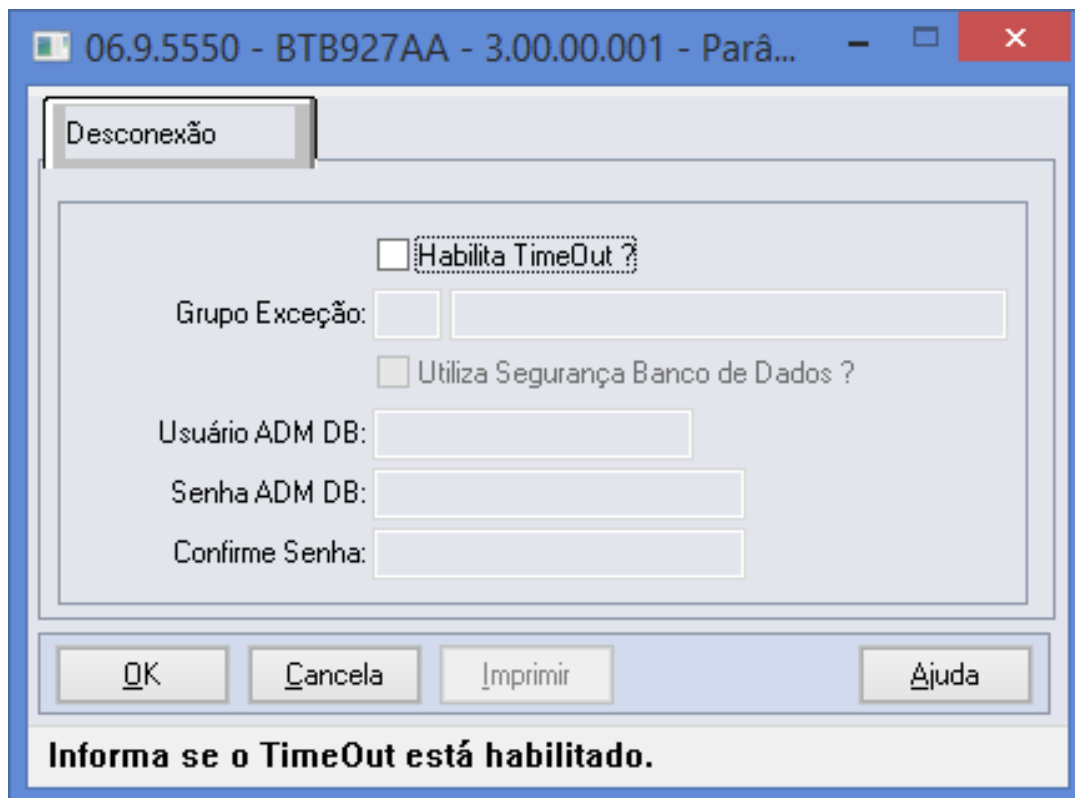 06.9.5550 - BTB927AA - 3.00.00.001 - Parâ...
Desconexão
Habilita TimeOut ?
Grupo Exceção:
Utiliza Segurança Banco de Dados ?
Usuário ADM DB:
Senha ADM DB:
Confirme Senha:
OK Cancela Imprimir Ajuda
Informa se o TimeOut está habilitado.